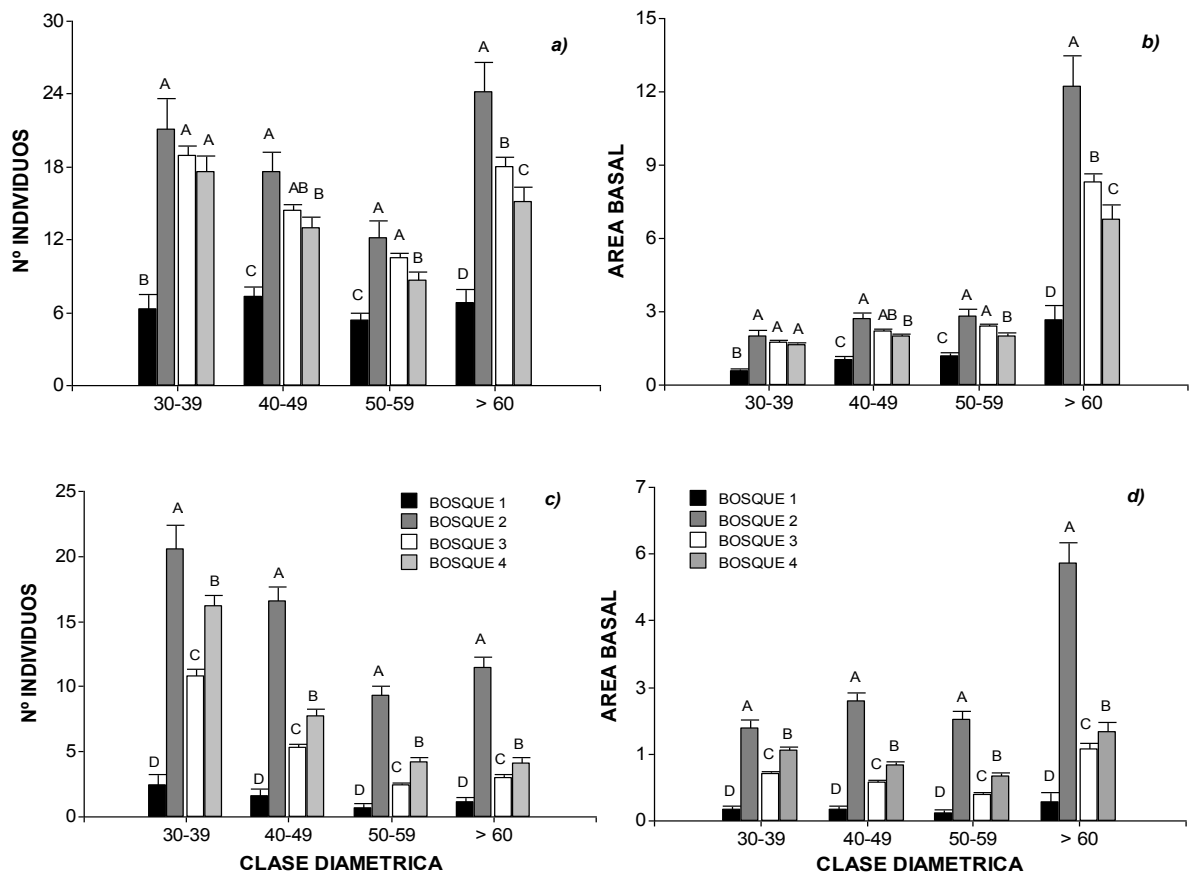 a)
Nº INDIVIDUOS
30
24
18
12
6
0
B A A A
C A AB B
C A A B
D A B C
30-39 40-49 50-59 > 60
b)
AREA BASAL
15
12
9
6
3
0
B A A A
C A AB B
C A A B
D A B C
30-39 40-49 50-59 > 60
c)
Nº INDIVIDUOS
25
20
15
10
5
0
BOSQUE 1
BOSQUE 2
BOSQUE 3
BOSQUE 4
D A C B
D A C B
D A C B
D A C B
30-39 40-49 50-59 > 60
CLASE DIAMETRICA
d)
AREA BASAL
7
6
4
3
1
0
BOSQUE 1
BOSQUE 2
BOSQUE 3
BOSQUE 4
D A C B
D A C B
D A C B
D A C B
30-39 40-49 50-59 > 60
CLASE DIAMETRICA